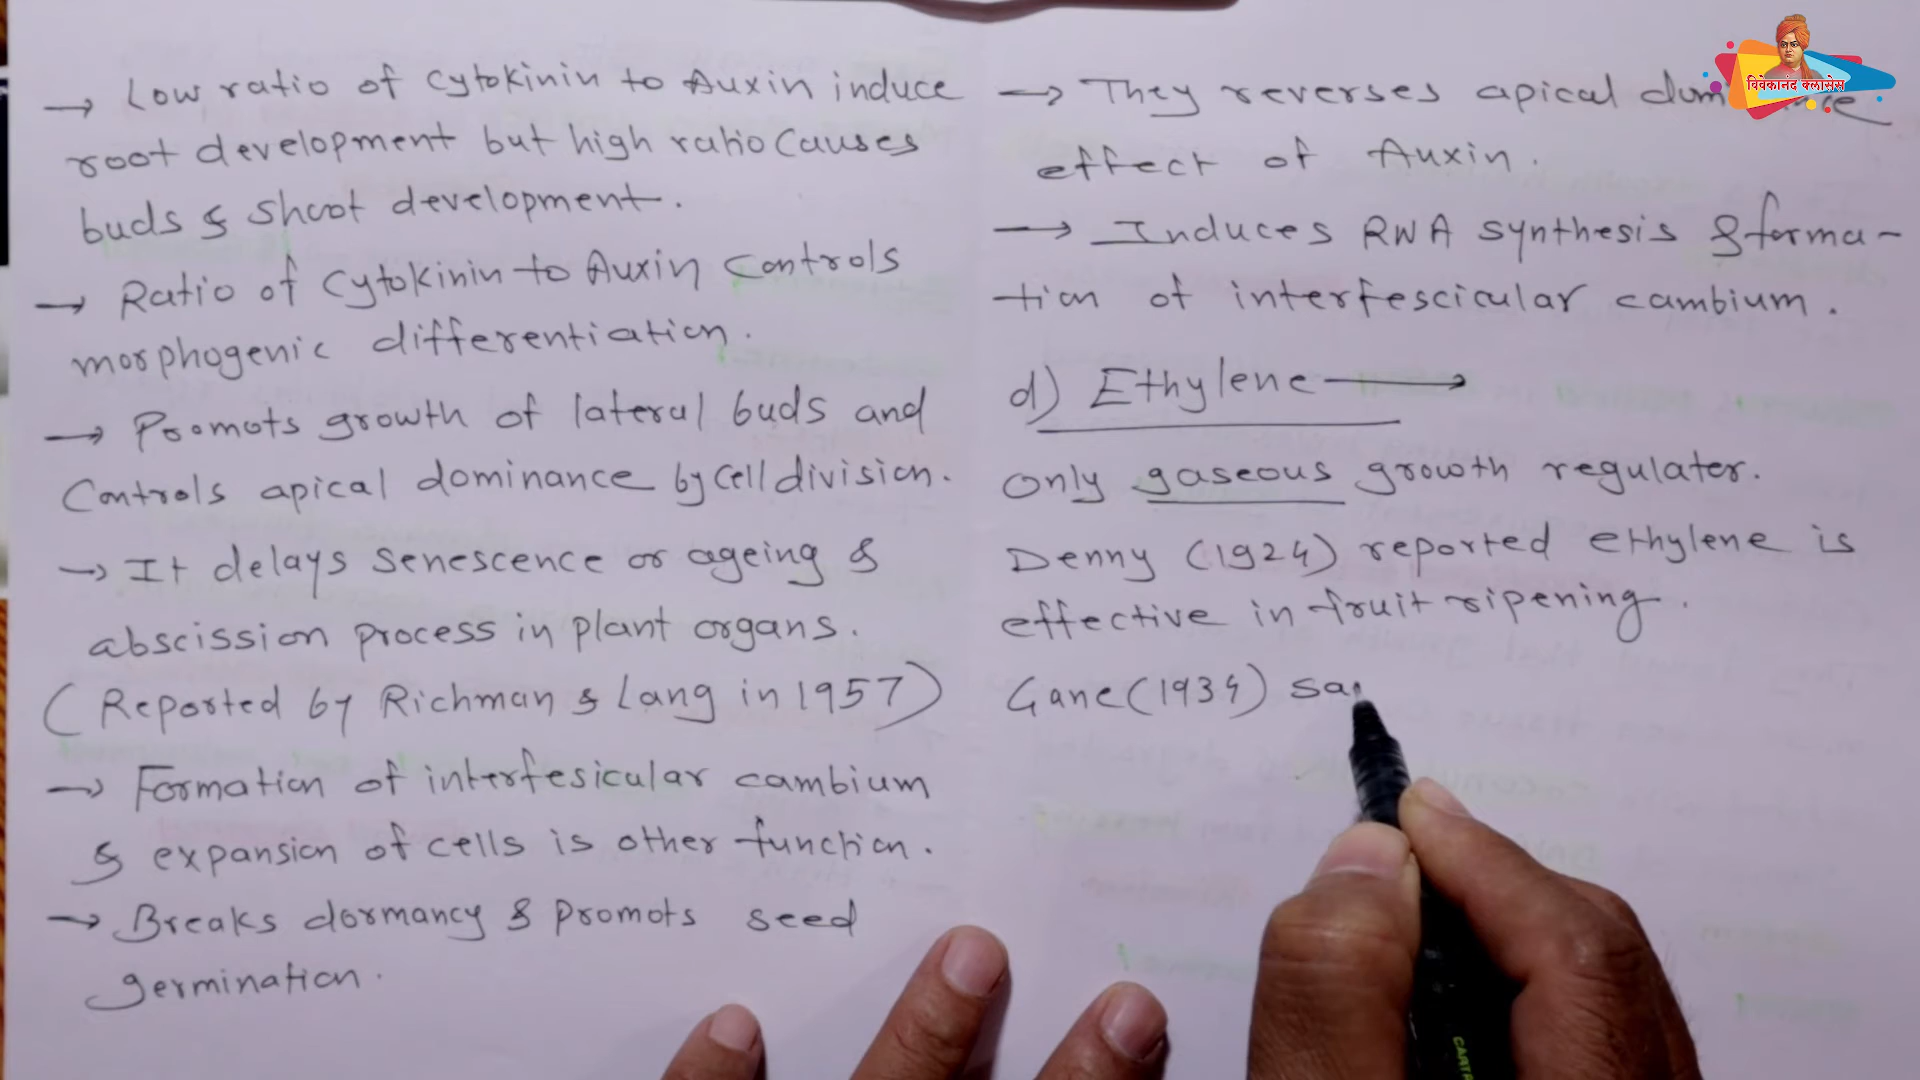 → Low ratio of cytokinin to Auxin induce
root development but high ratio causes
buds & shoot development.
→ Ratio of cytokinin to Auxin controls
morphogenic differentiation.
→ Promots growth of lateral buds and
Controls apical dominance by cell division.
→ It delays senescence or ageing &
abscission process in plant organs.
(Reported by Richman & Lang in 1957)
→ Formation of interfesicular cambium
& expansion of cells is other function.
→ Breaks dormancy & promots seed
germination.
→ They reverses apical dominance
effect of Auxin.
→ Induces RNA synthesis & forma-
tion of interfescicular cambium.
d) Ethylene →
Only gaseous growth regulater.
Denny (1924) reported ethylene is
effective in fruit ripening.
Gane (1934) sa
विवेकानंद क्लासेस